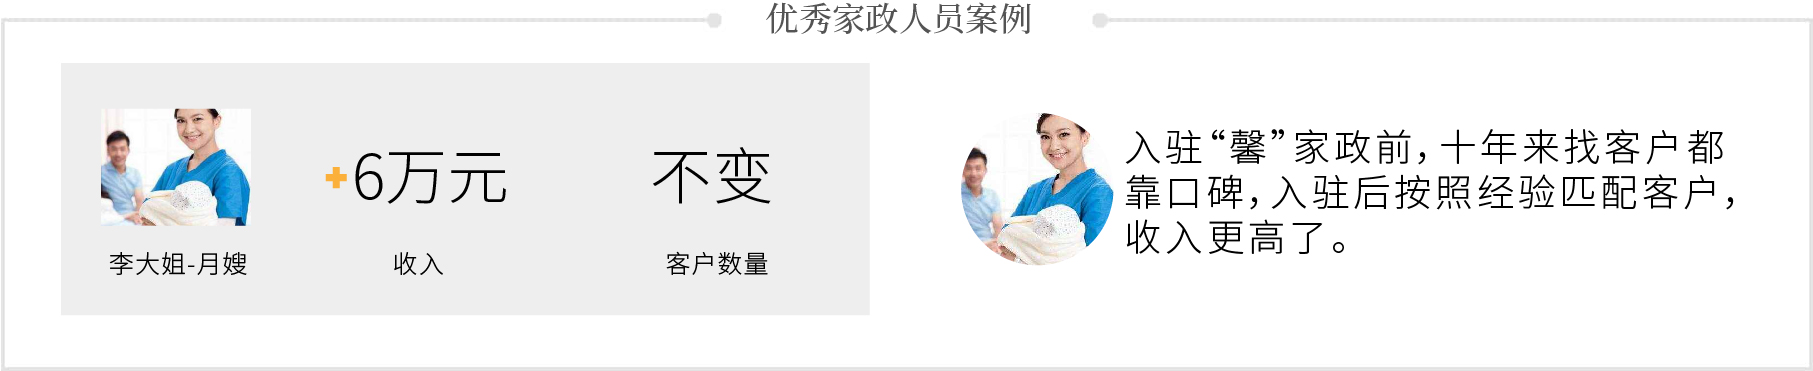 优秀家政人员案例
+6万元
不变
李大姐-月嫂
收入
客户数量
入驻“馨”家政前，十年来找客户都
靠口碑，入驻后按照经验匹配客户，
收入更高了。